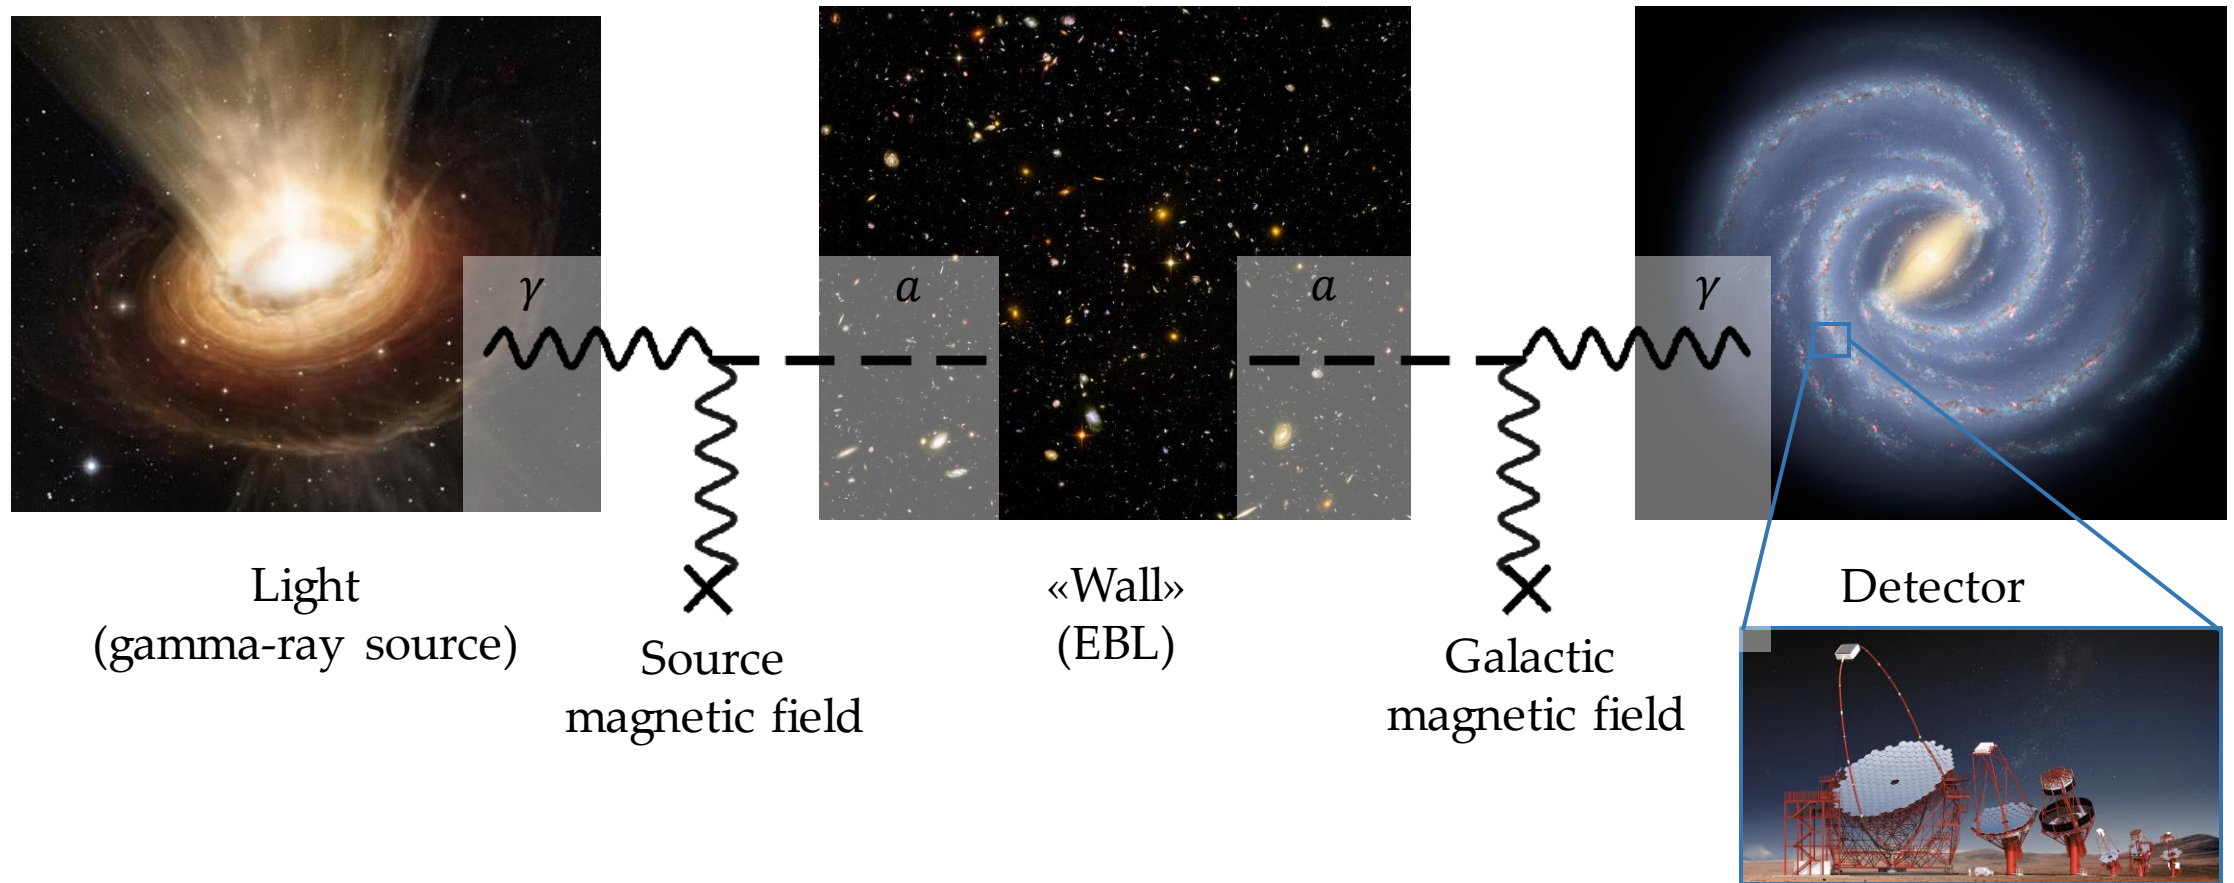 γ
a
a
γ
Light
(gamma-ray source)
Source
magnetic field
«Wall»
(EBL)
Galactic
magnetic field
Detector